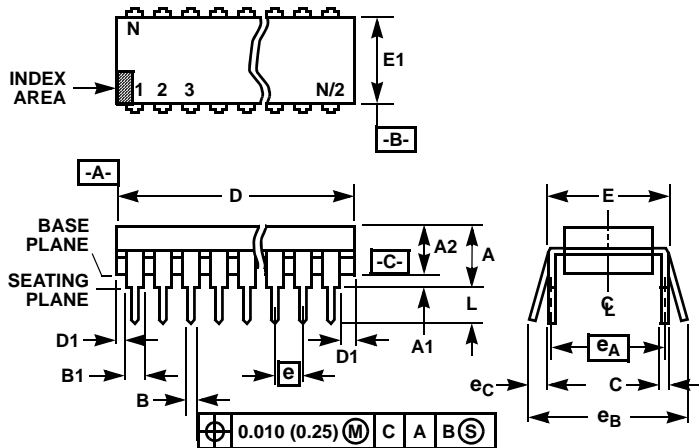 N
INDEX
AREA
1 2 3 N/2
E1
-B-
-A-
D
E
BASE
PLANE
A2
A
-C-
SEATING
PLANE
L
C
L
D1
A1
D1
eA
B1
e
eC
C
B
eB
0.010 (0.25) M C A B S